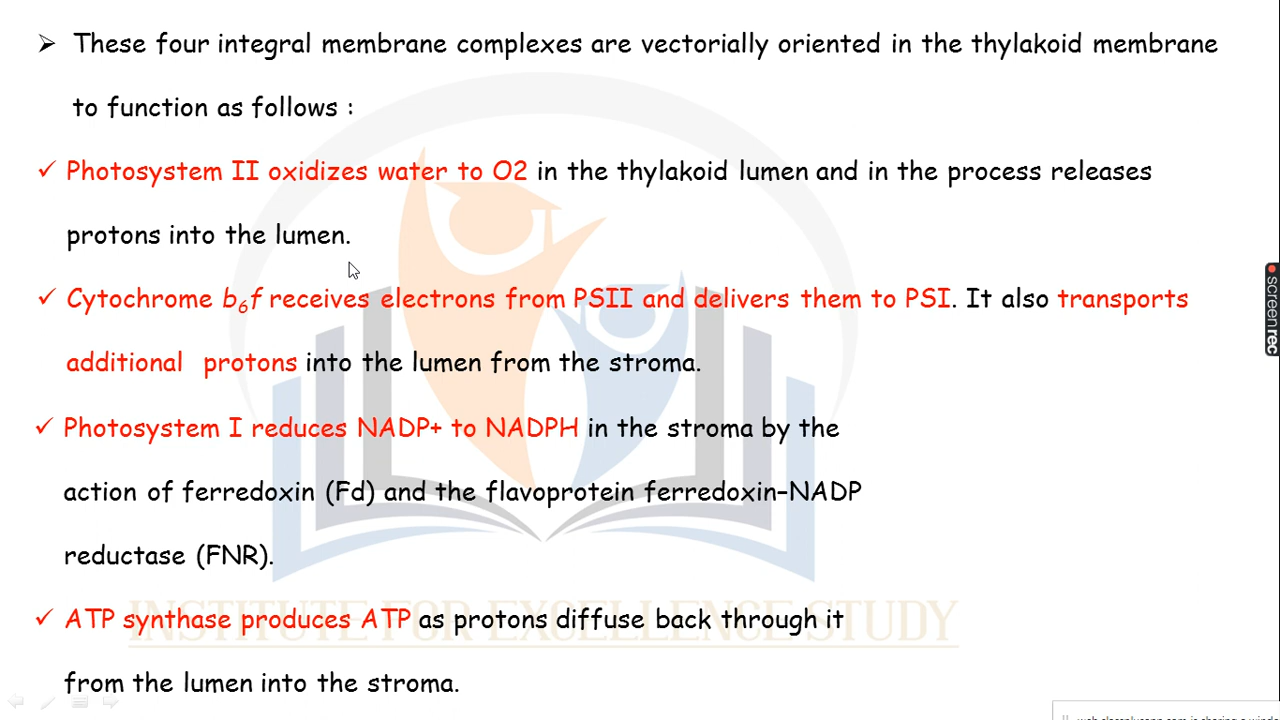 ➢ These four integral membrane complexes are vectorially oriented in the thylakoid membrane
to function as follows :
✓ Photosystem II oxidizes water to O2 in the thylakoid lumen and in the process releases
protons into the lumen.
✓ Cytochrome b6f receives electrons from PSII and delivers them to PSI. It also transports
additional protons into the lumen from the stroma.
✓ Photosystem I reduces NADP+ to NADPH in the stroma by the
action of ferredoxin (Fd) and the flavoprotein ferredoxin–NADP
reductase (FNR).
✓ ATP synthase produces ATP as protons diffuse back through it
INSTITUTE FOR EXCELLENCE STUDY
from the lumen into the stroma.
screenrec